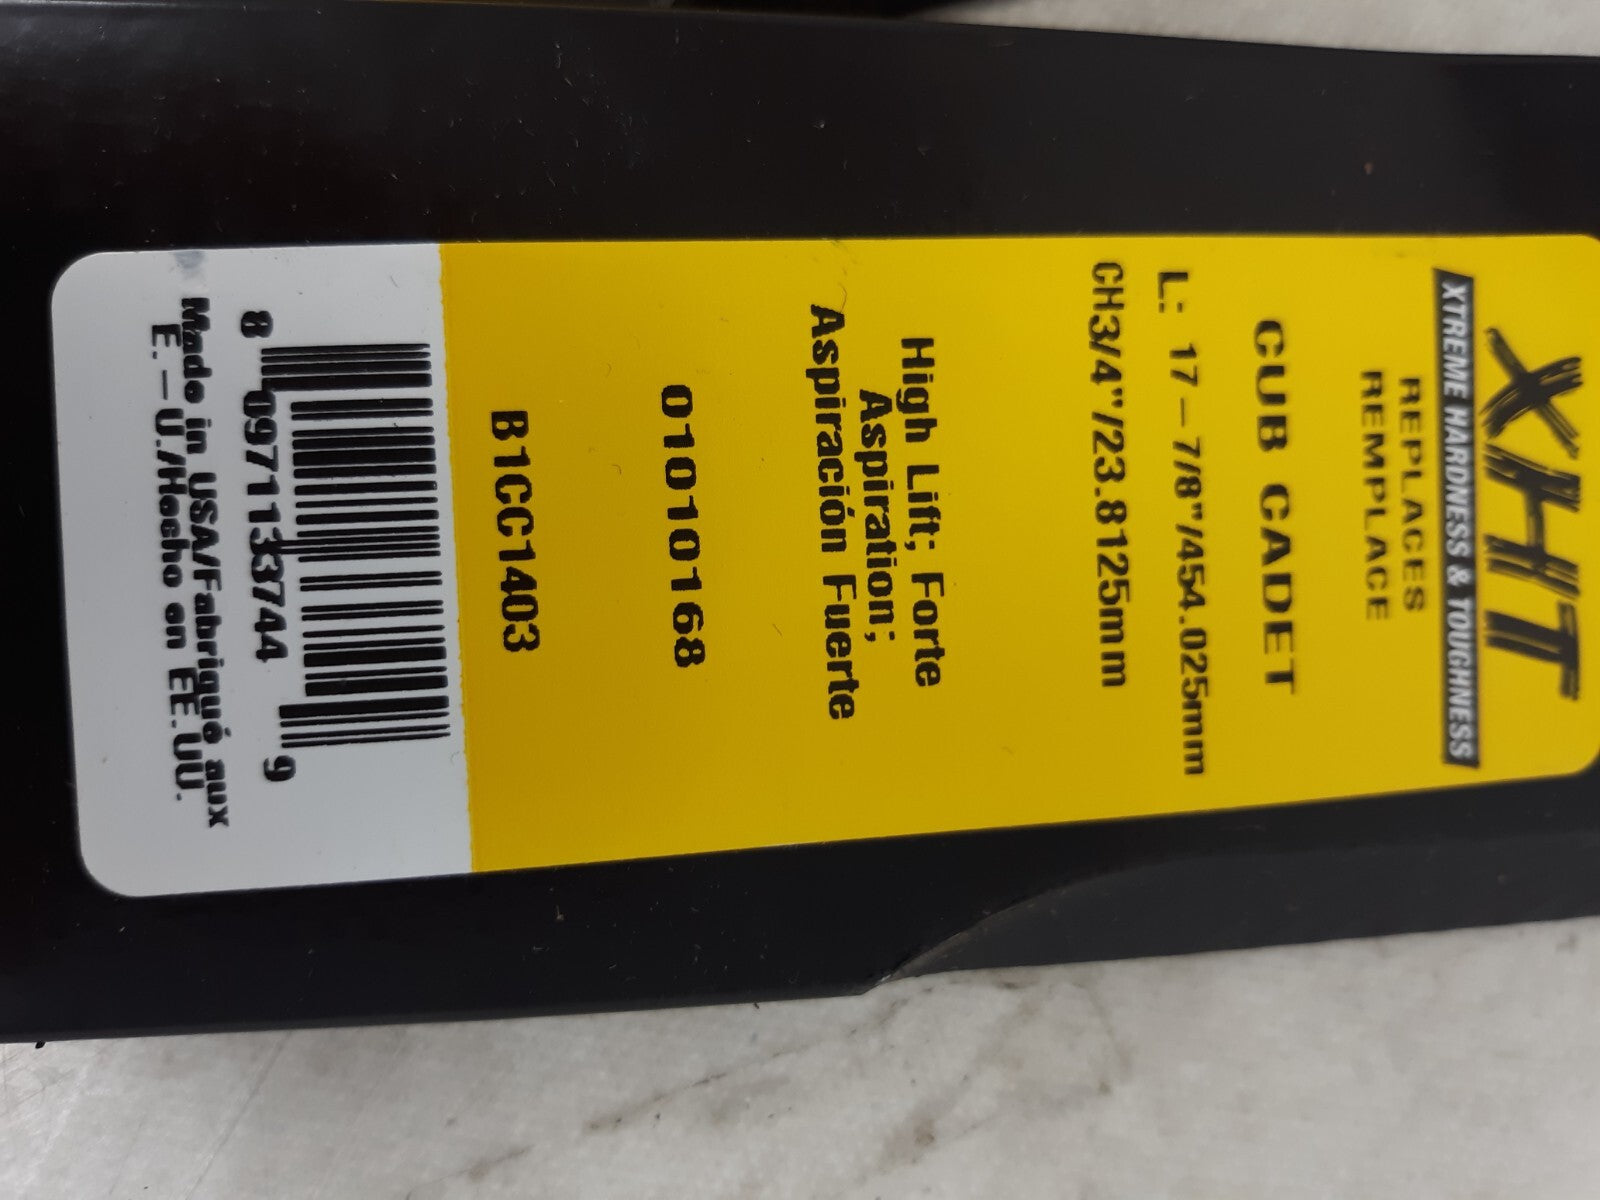 XHT
XTREME HARDNESS & TOUGHNESS
REPLACES
REMPLACE
CUB CADET
L: 17-7/8"/454.025mm
CH3/4"/23.8125mm
High Lift; Forte
Aspiration;
Aspiración Fuerte
01010168
B1CC1403
8 09711 33744 9
Made in USA/Fabriqué aux
E.-U./Hecho en EE.UU.